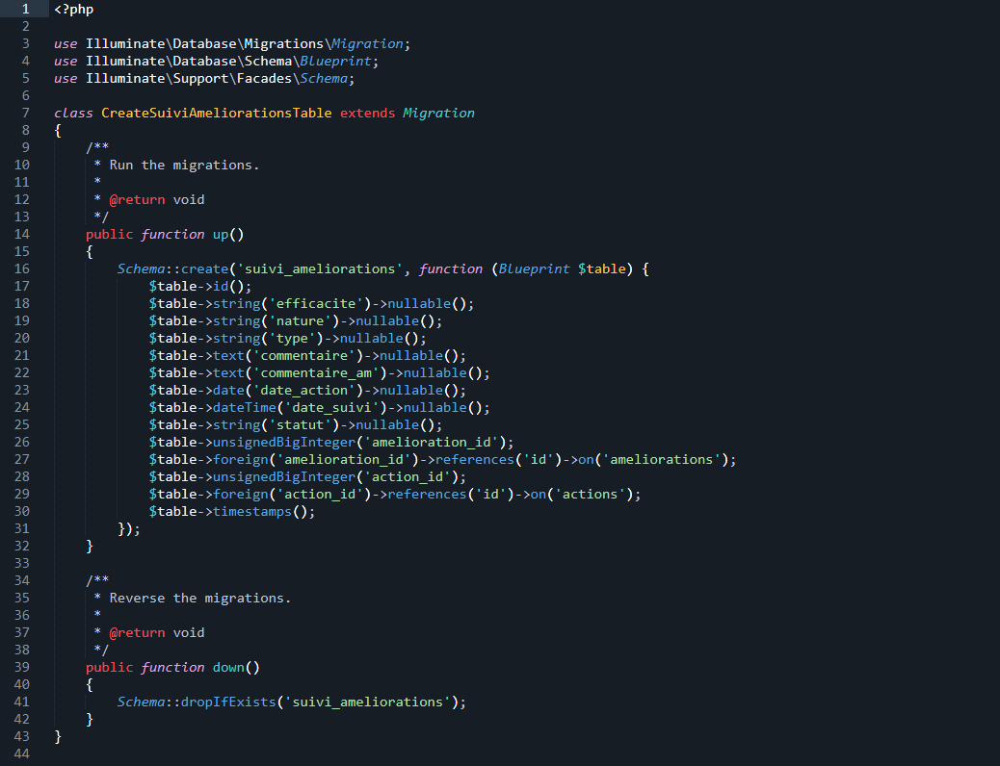 1 <?php
2
3 use Illuminate\Database\Migrations\Migration;
4 use Illuminate\Database\Schema\Blueprint;
5 use Illuminate\Support\Facades\Schema;
6
7 class CreateSuiviAmeliorationsTable extends Migration
8 {
9     /**
10      * Run the migrations.
11      *
12      * @return void
13      */
14     public function up()
15     {
16         Schema::create('suivi_ameliorations', function (Blueprint $table) {
17             $table->id();
18             $table->string('efficacite')->nullable();
19             $table->string('nature')->nullable();
20             $table->string('type')->nullable();
21             $table->text('commentaire')->nullable();
22             $table->text('commentaire_am')->nullable();
23             $table->date('date_action')->nullable();
24             $table->dateTime('date_suivi')->nullable();
25             $table->string('statut')->nullable();
26             $table->unsignedBigInteger('amelioration_id');
27             $table->foreign('amelioration_id')->references('id')->on('ameliorations');
28             $table->unsignedBigInteger('action_id');
29             $table->foreign('action_id')->references('id')->on('actions');
30             $table->timestamps();
31         });
32     }
33
34     /**
35      * Reverse the migrations.
36      *
37      * @return void
38      */
39     public function down()
40     {
41         Schema::dropIfExists('suivi_ameliorations');
42     }
43 }
44